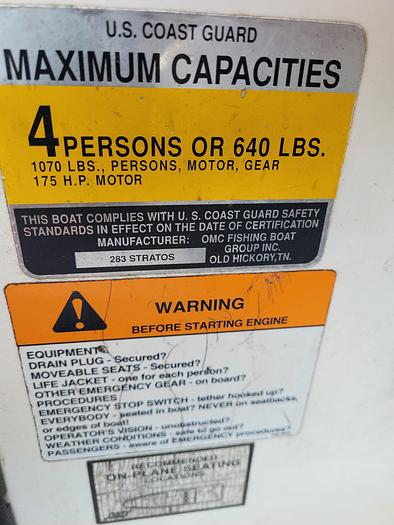 U.S. COAST GUARD
MAXIMUM CAPACITIES
4 PERSONS OR 640 LBS.
1070 LBS., PERSONS, MOTOR, GEAR
175 H.P. MOTOR
THIS BOAT COMPLIES WITH U. S. COAST GUARD SAFETY
STANDARDS IN EFFECT ON THE DATE OF CERTIFICATION
MANUFACTURER: OMC FISHING BOAT
GROUP INC.
283 STRATOS OLD HICKORY,TN.
WARNING
BEFORE STARTING ENGINE
EQUIPMENT
DRAIN PLUG - Secured?
MOVEABLE SEATS - Secured?
LIFE JACKET - one for each person?
OTHER EMERGENCY GEAR - on board?
PROCEDURES
EMERGENCY STOP SWITCH - tether hooked up?
EVERYBODY - seated in boat? NEVER on seatbacks,
or edges of boat!
OPERATOR'S VISION - unobstructed?
WEATHER CONDITIONS - safe to go out?
PASSENGERS - aware of EMERGENCY procedures?
RECOMMENDED
ON-PLANE SEATING
LOCATIONS